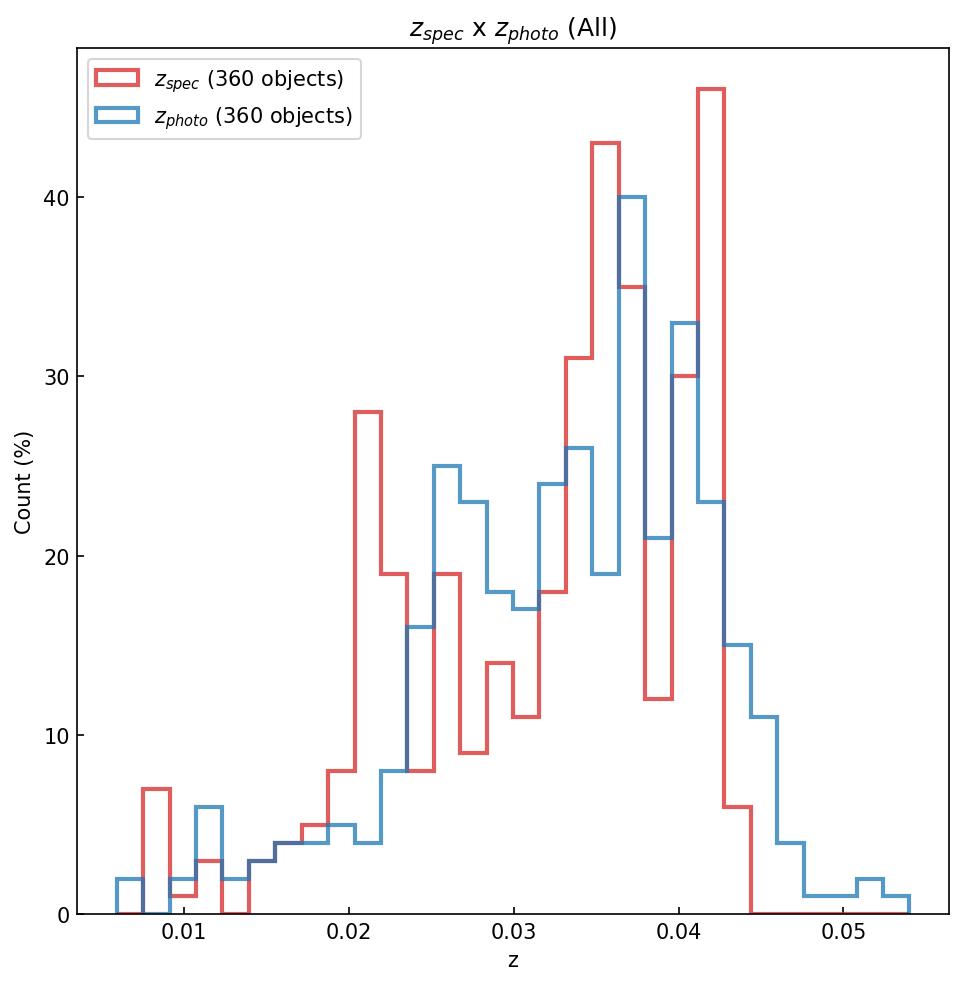 z_spec x z_photo (All)
z_spec (360 objects)
z_photo (360 objects)
Count (%)
40
30
20
10
0
0.01 0.02 0.03 0.04 0.05
z